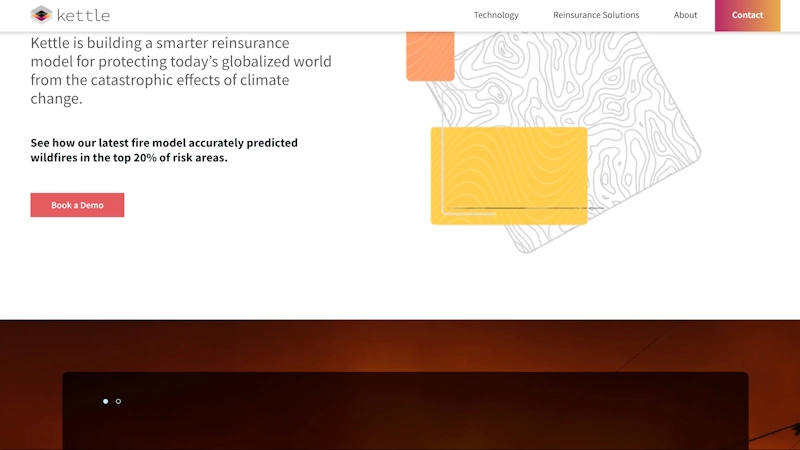 kettle
Technology
Reinsurance Solutions
About
Contact
Kettle is building a smarter reinsurance
model for protecting today’s globalized world
from the catastrophic effects of climate
change.
See how our latest fire model accurately predicted
wildfires in the top 20% of risk areas.
Book a Demo